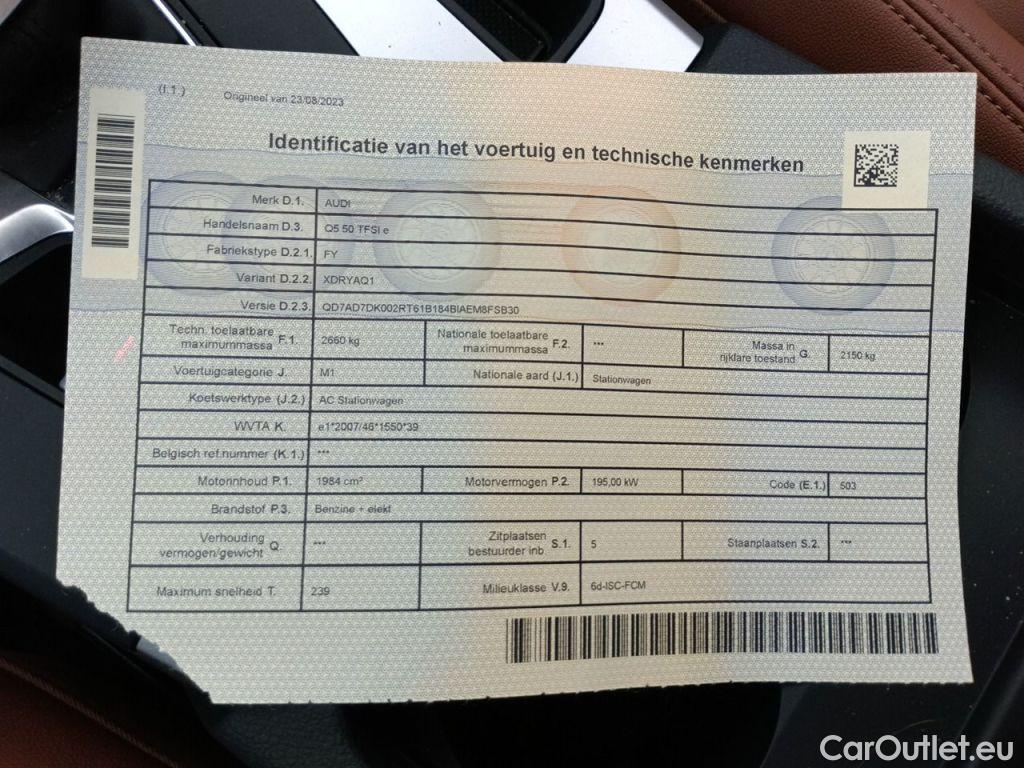 (I.1.)
Origineel van 23/08/2023
Identificatie van het voertuig en technische kenmerken
Merk D.1. AUDI
Handelsnaam D.3. Q5 50 TFSI e
Fabriekstype D.2.1. FY
Variant D.2.2. XDRYAQ1
Versie D.2.3. QD7AD7DK002RT61B184BIAEM8FSB30
Techn. toelaatbare maximummassa F.1. 2660 kg Nationale toelaatbare maximummassa F.2. *** Massa in rijklare toestand G. 2150 kg
Voertuigcategorie J. M1 Nationale aard (J.1.) Stationwagen
Koetswerktype (J.2.) AC Stationwagen
WVTA K. e1*2007/46*1550*39
Belgisch ref.nummer (K.1.) ***
Motorinhoud P.1. 1984 cm³ Motorvermogen P.2. 195,00 kW Code (E.1.) 503
Brandstof P.3. Benzine + elekt
Verhouding vermogen/gewicht Q. *** Zitplaatsen bestuurder inb. S.1. 5 Staanplaatsen S.2. ***
Maximum snelheid T. 239 Milieuklasse V.9. 6d-ISC-FCM
CarOutlet.eu